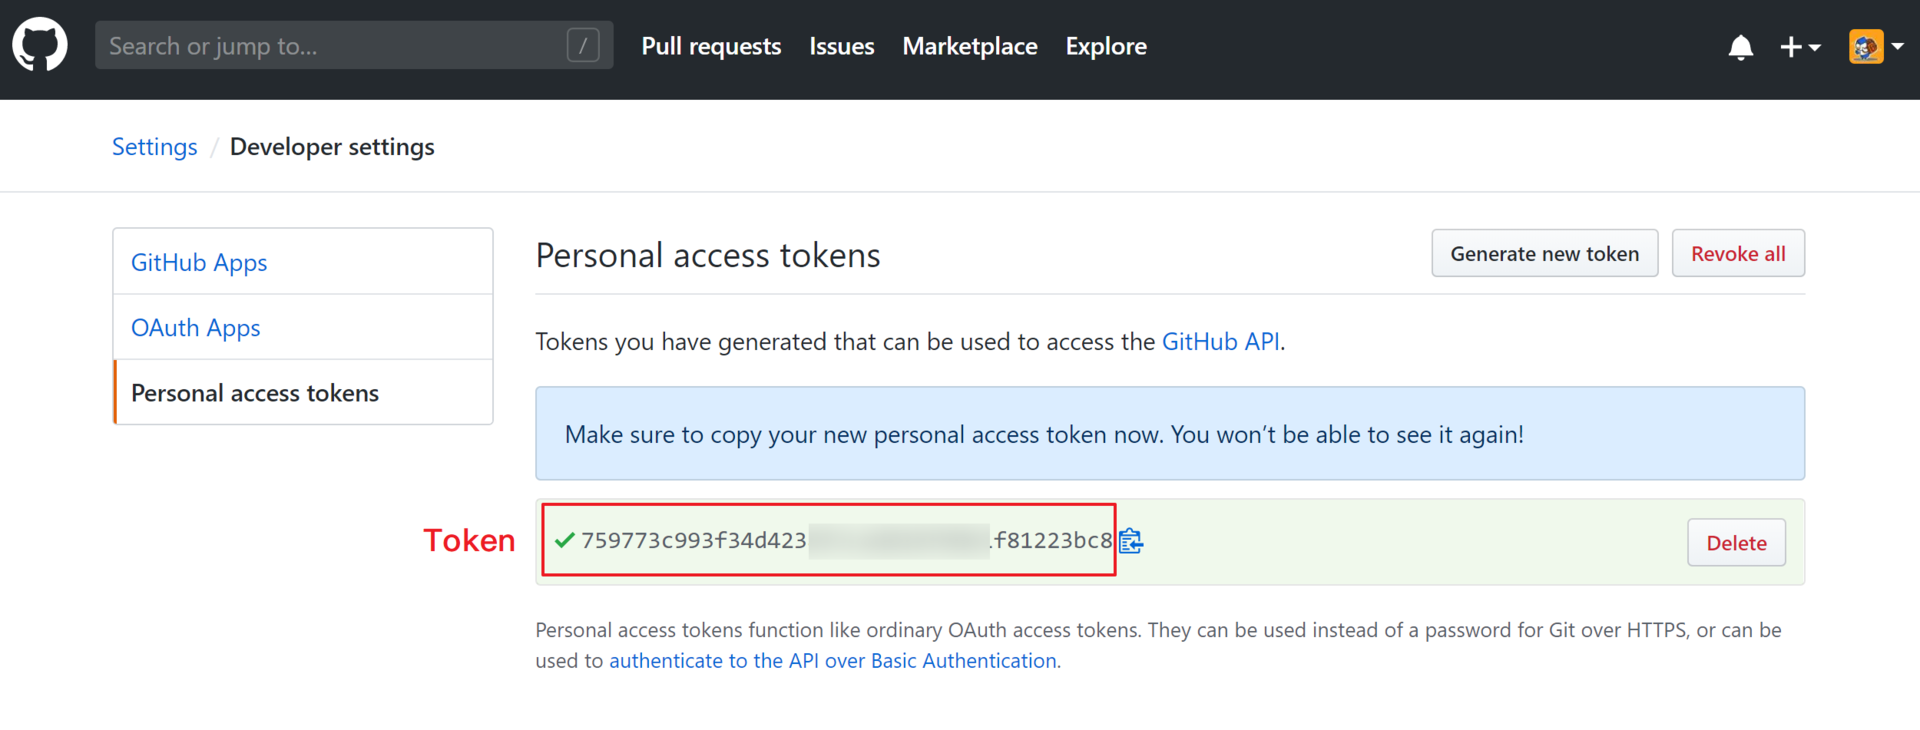 Search or jump to... /
Pull requests Issues Marketplace Explore
Settings / Developer settings
GitHub Apps
OAuth Apps
Personal access tokens
Personal access tokens
Generate new token
Revoke all
Tokens you have generated that can be used to access the GitHub API.
Make sure to copy your new personal access token now. You won’t be able to see it again!
Token
759773c993f34d423 f81223bc8
Delete
Personal access tokens function like ordinary OAuth access tokens. They can be used instead of a password for Git over HTTPS, or can be
used to authenticate to the API over Basic Authentication.